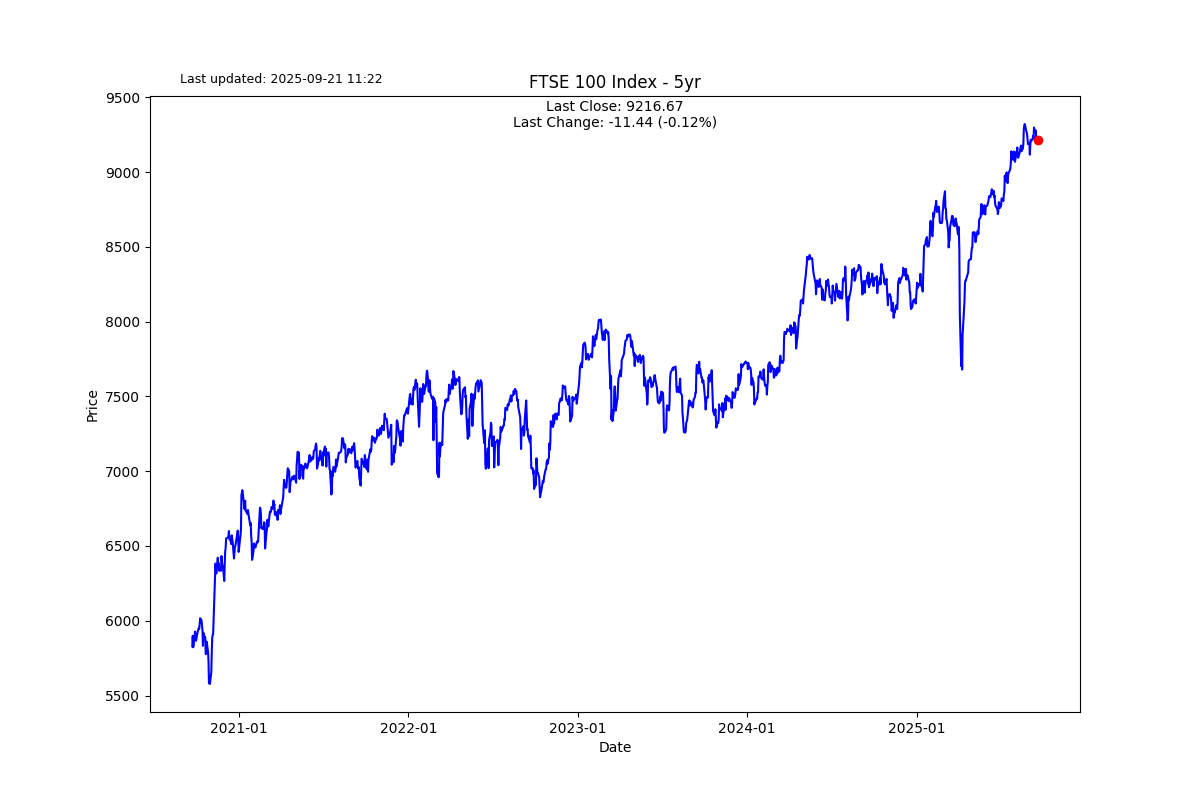 Last updated: 2025-09-21 11:22
FTSE 100 Index - 5yr
Last Close: 9216.67
Last Change: -11.44 (-0.12%)
9500
9000
8500
8000
7500
7000
6500
6000
5500
Price
2021-01 2022-01 2023-01 2024-01 2025-01
Date